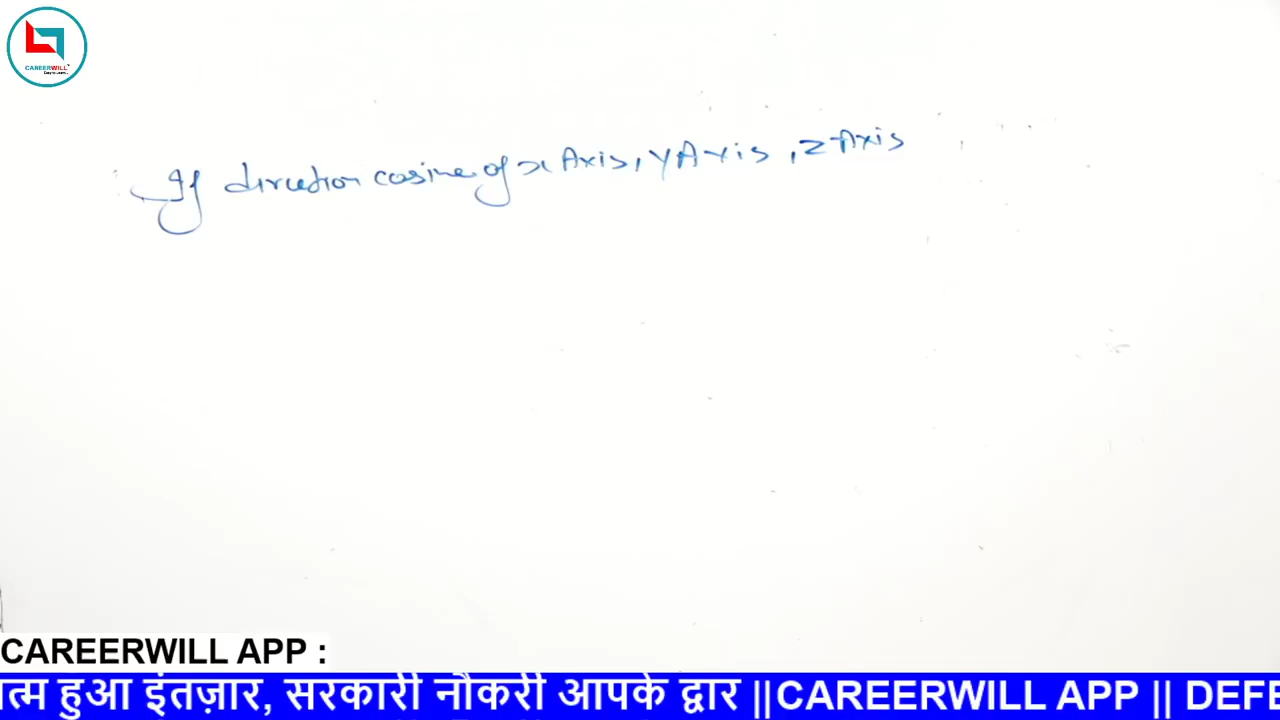 CAREERWILL
If direction cosine of x Axis, Y Axis, Z Axis
CAREERWILL APP :
त्म हुआ इंतज़ार, सरकारी नौकरी आपके द्वार ||CAREERWILL APP || DEFE